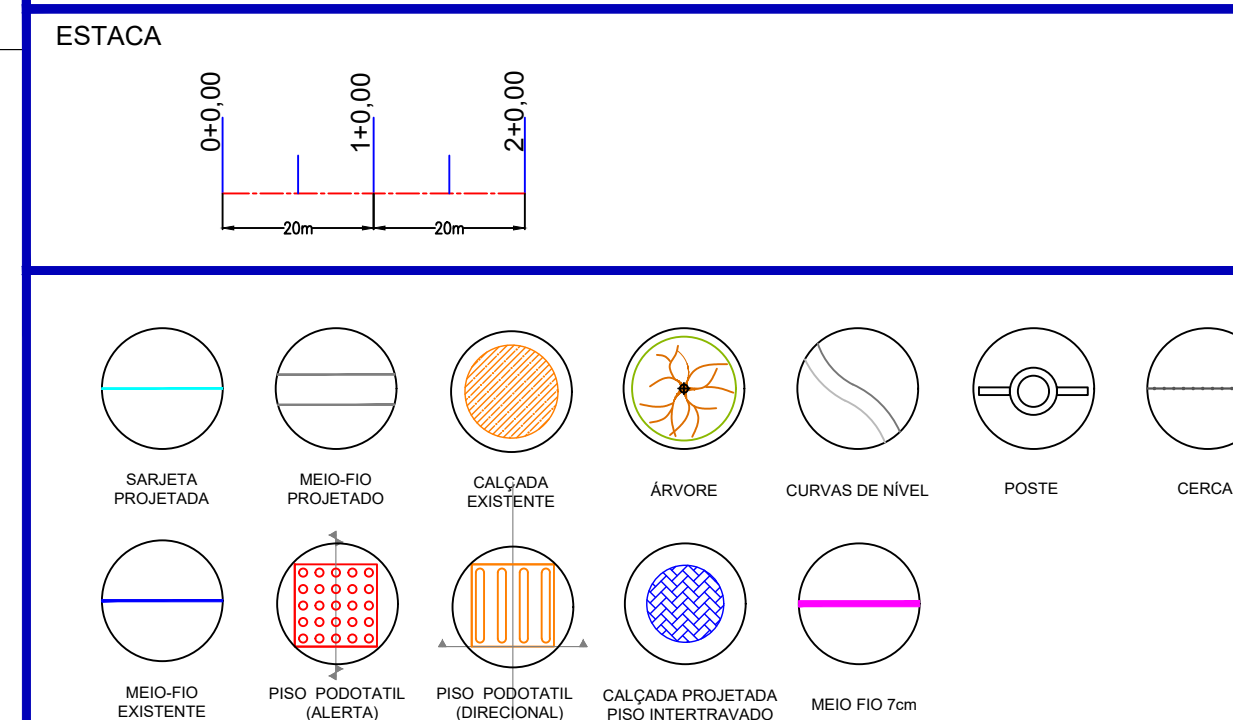 ESTACA
0+0,00
1+0,00
2+0,00
20m
20m
SARJETA
PROJETADA
MEIO-FIO
PROJETADO
CALÇADA
EXISTENTE
ÁRVORE
CURVAS DE NÍVEL
POSTE
CERCA
MEIO-FIO
EXISTENTE
PISO PODOTATIL
(ALERTA)
PISO PODOTATIL
(DIRECIONAL)
CALÇADA PROJETADA
PISO INTERTRAVADO
MEIO FIO 7cm